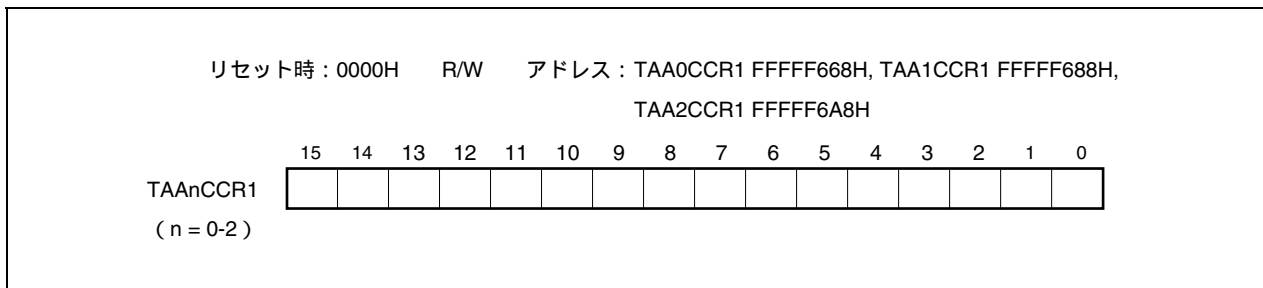 リセット時：0000H R/W アドレス：TAA0CCR1 FFFFF668H, TAA1CCR1 FFFFF688H,
TAA2CCR1 FFFFF6A8H
15 14 13 12 11 10 9 8 7 6 5 4 3 2 1 0
TAAnCCR1
（n = 0-2）